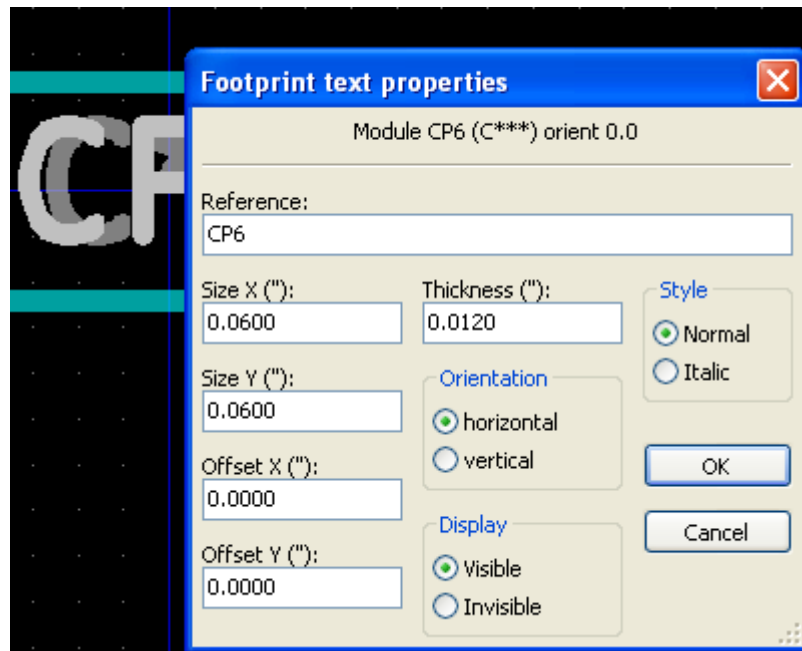 Footprint text properties
Module CP6 (C***) orient 0.0
Reference:
CP6
Size X ("):
0.0600
Thickness ("):
0.0120
Style
Normal
Italic
Size Y ("):
0.0600
Orientation
horizontal
vertical
Offset X ("):
0.0000
OK
Display
Visible
Invisible
Cancel
Offset Y ("):
0.0000